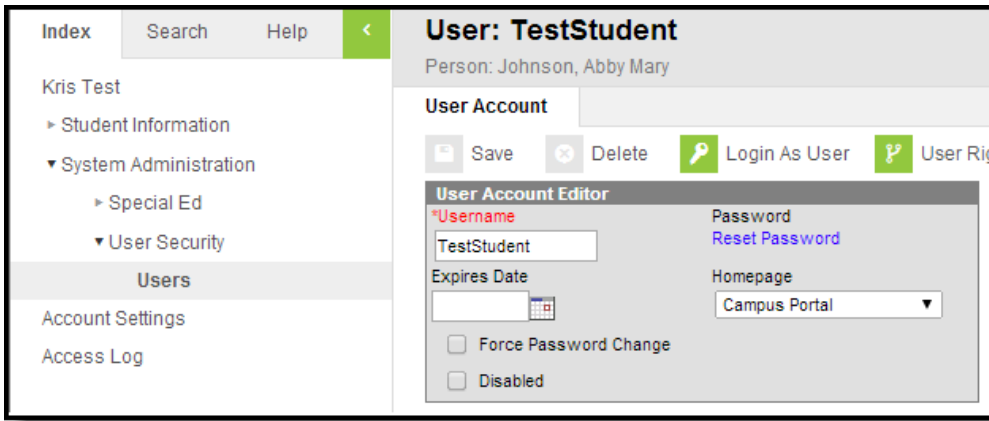 Index Search Help
Kris Test
Student Information
System Administration
Special Ed
User Security
Users
Account Settings
Access Log
User: TestStudent
Person: Johnson, Abby Mary
User Account
Save Delete Login As User User Rig
User Account Editor
*Username Password
TestStudent Reset Password
Expires Date Homepage
Campus Portal
Force Password Change
Disabled